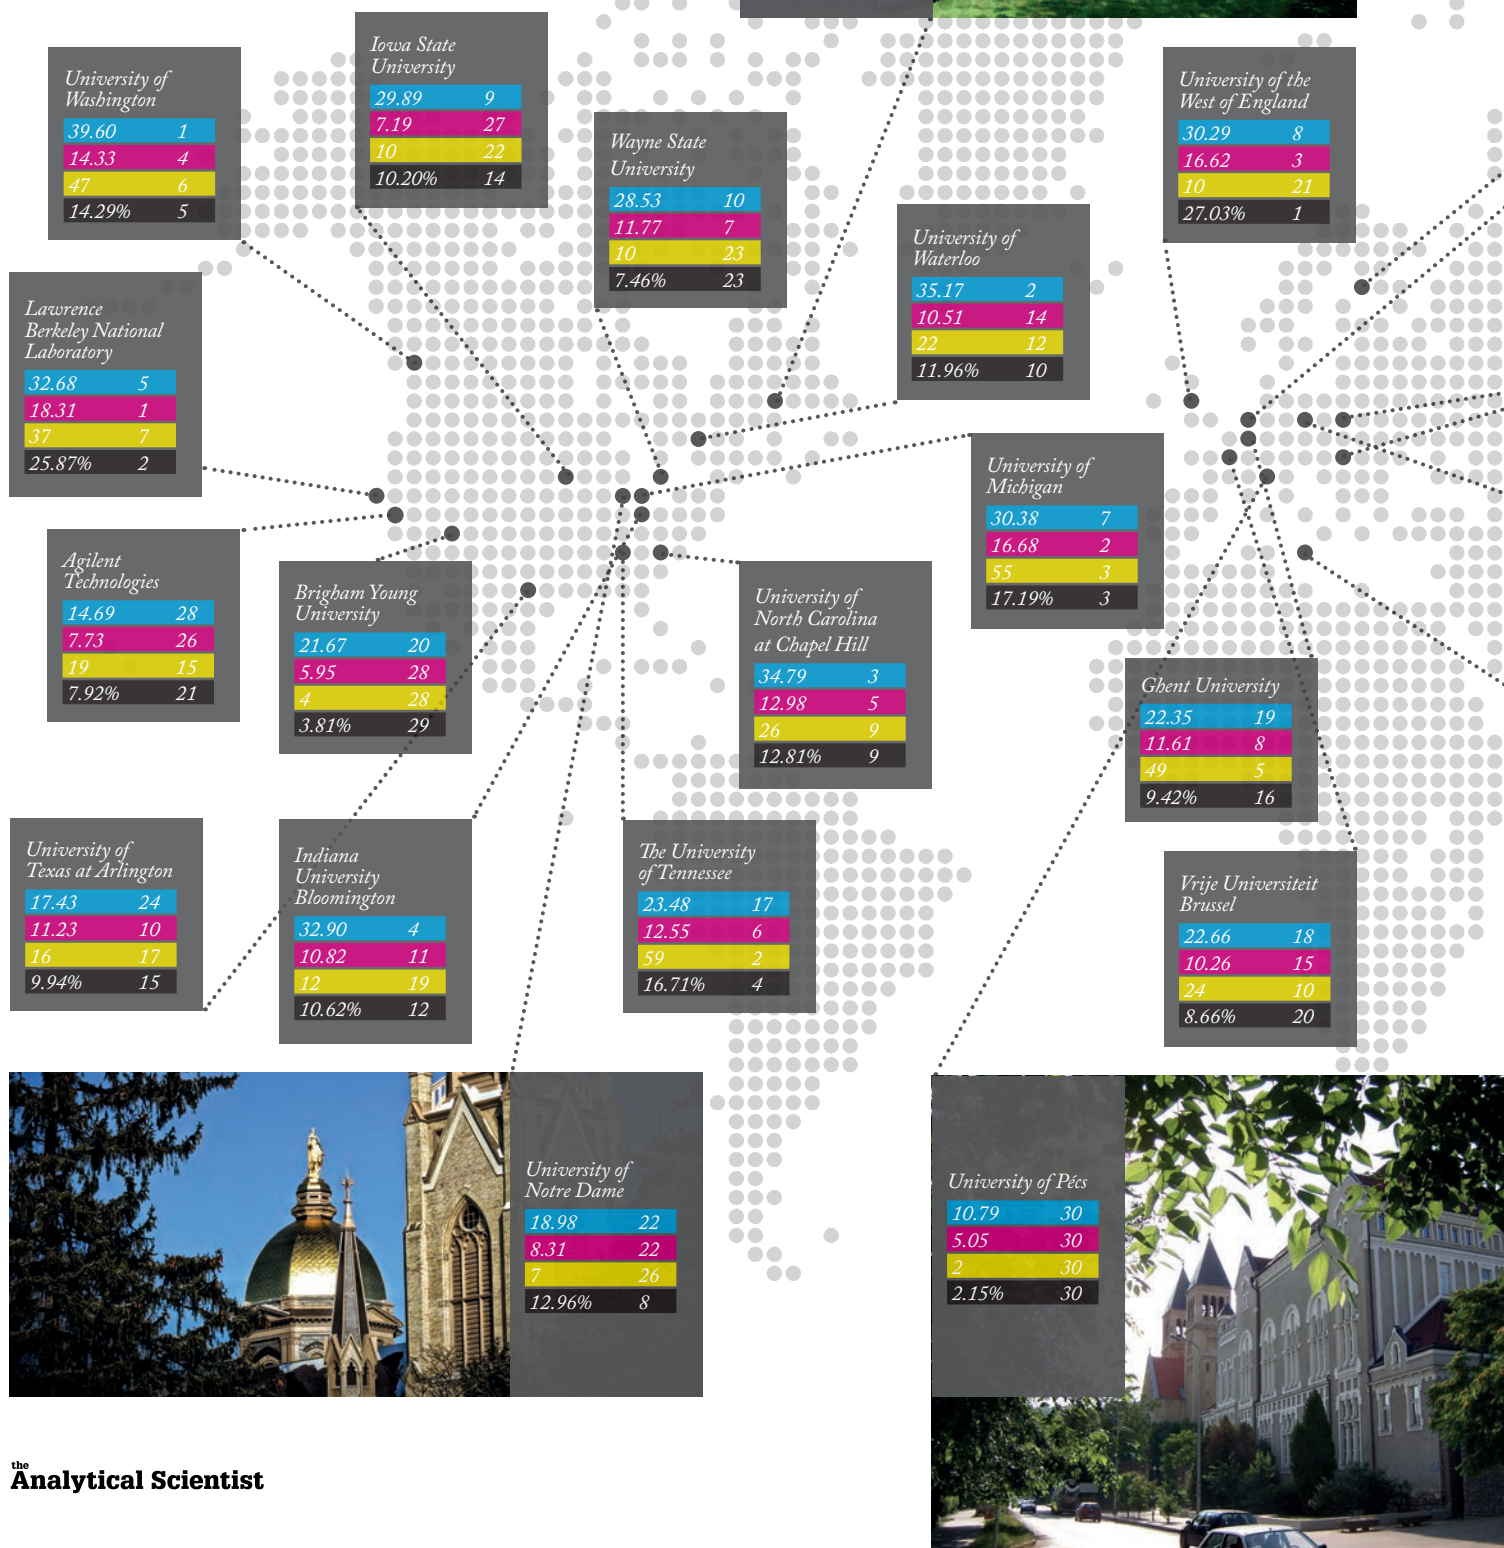 Iowa State
University
29.89 9
7.19 27
10 22
10.20% 14
University of
Washington
39.60 1
14.33 4
47 6
14.29% 5
University of the
West of England
30.29 8
16.62 3
10 21
27.03% 1
Wayne State
University
28.53 10
11.77 7
10 23
7.46% 23
University of
Waterloo
35.17 2
10.51 14
22 12
11.96% 10
Lawrence
Berkeley National
Laboratory
32.68 5
18.31 1
37 7
25.87% 2
University of
Michigan
30.38 7
16.68 2
55 3
17.19% 3
Agilent
Technologies
14.69 28
7.73 26
19 15
7.92% 21
Brigham Young
University
21.67 20
5.95 28
4 28
3.81% 29
University of
North Carolina
at Chapel Hill
34.79 3
12.98 5
26 9
12.81% 9
Ghent University
22.35 19
11.61 8
49 5
9.42% 16
University of
Texas at Arlington
17.43 24
11.23 10
16 17
9.94% 15
Indiana
University
Bloomington
32.90 4
10.82 11
12 19
10.62% 12
The University
of Tennessee
23.48 17
12.55 6
59 2
16.71% 4
Vrije Universiteit
Brussel
22.66 18
10.26 15
24 10
8.66% 20
University of
Notre Dame
18.98 22
8.31 22
7 26
12.96% 8
University of Pécs
10.79 30
5.05 30
2 30
2.15% 30
the
Analytical Scientist